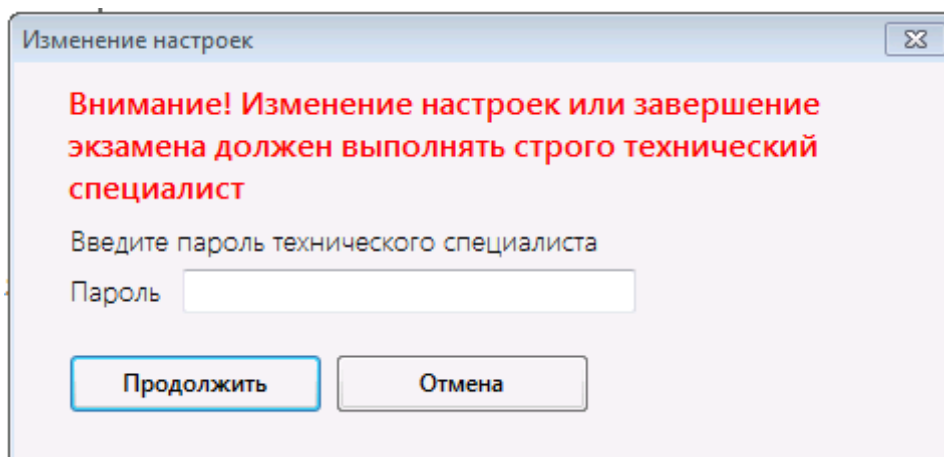 Изменение настроек
Внимание! Изменение настроек или завершение
экзамена должен выполнять строго технический
специалист
Введите пароль технического специалиста
Пароль
Продолжить Отмена